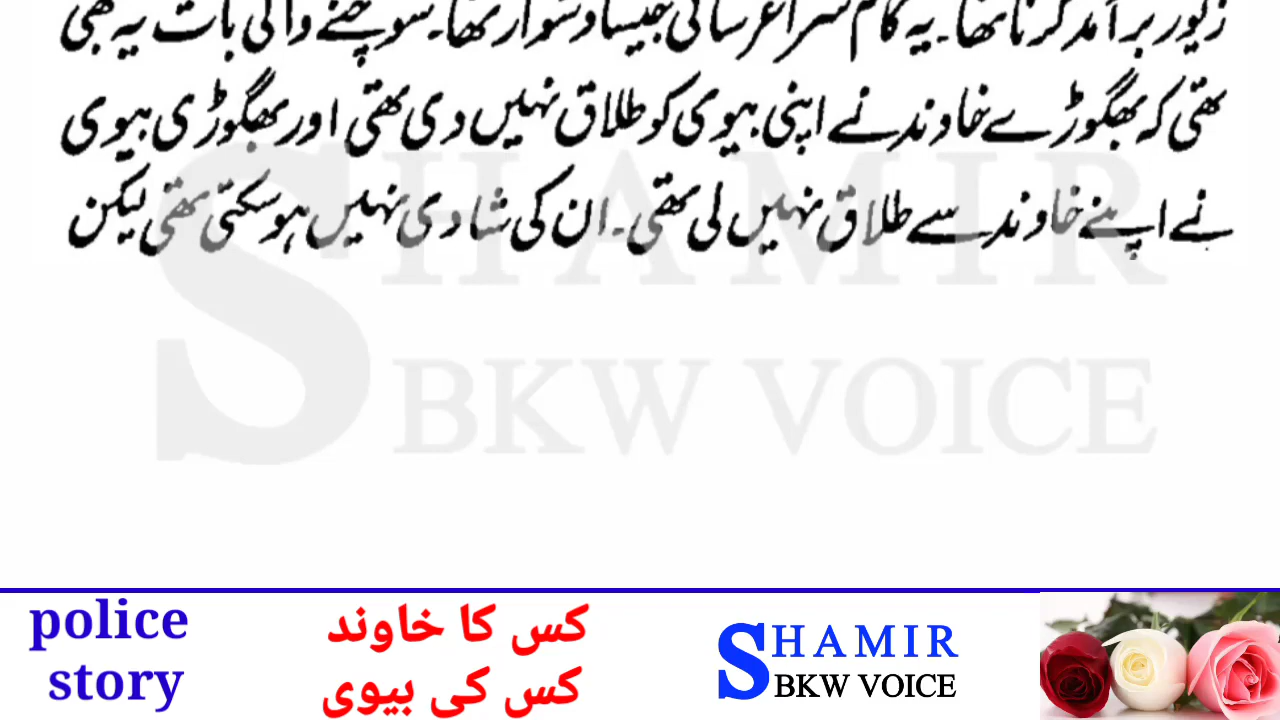 زیور برآمد کرنا تھا۔ یہ کام سراغرسانی جیسا دشوار تھا۔ سوچنے والی بات یہ بھی
تھی کہ بھگوڑے خاوند نے اپنی بیوی کو طلاق نہیں دی تھی اور بھگوڑی بیوی
نے اپنے خاوند سے طلاق نہیں لی تھی۔ ان کی شادی نہیں ہو سکتی تھی لیکن
SHAMIR
BKW VOICE
police
story
کس کا خاوند
کس کی بیوی
SHAMIR
BKW VOICE